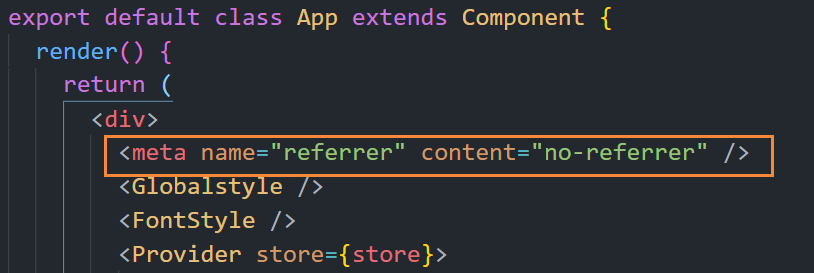 export default class App extends Component {
render() {
return (
<div>
<meta name="referrer" content="no-referrer" />
<Globalstyle />
<FontStyle />
<Provider store={store}>